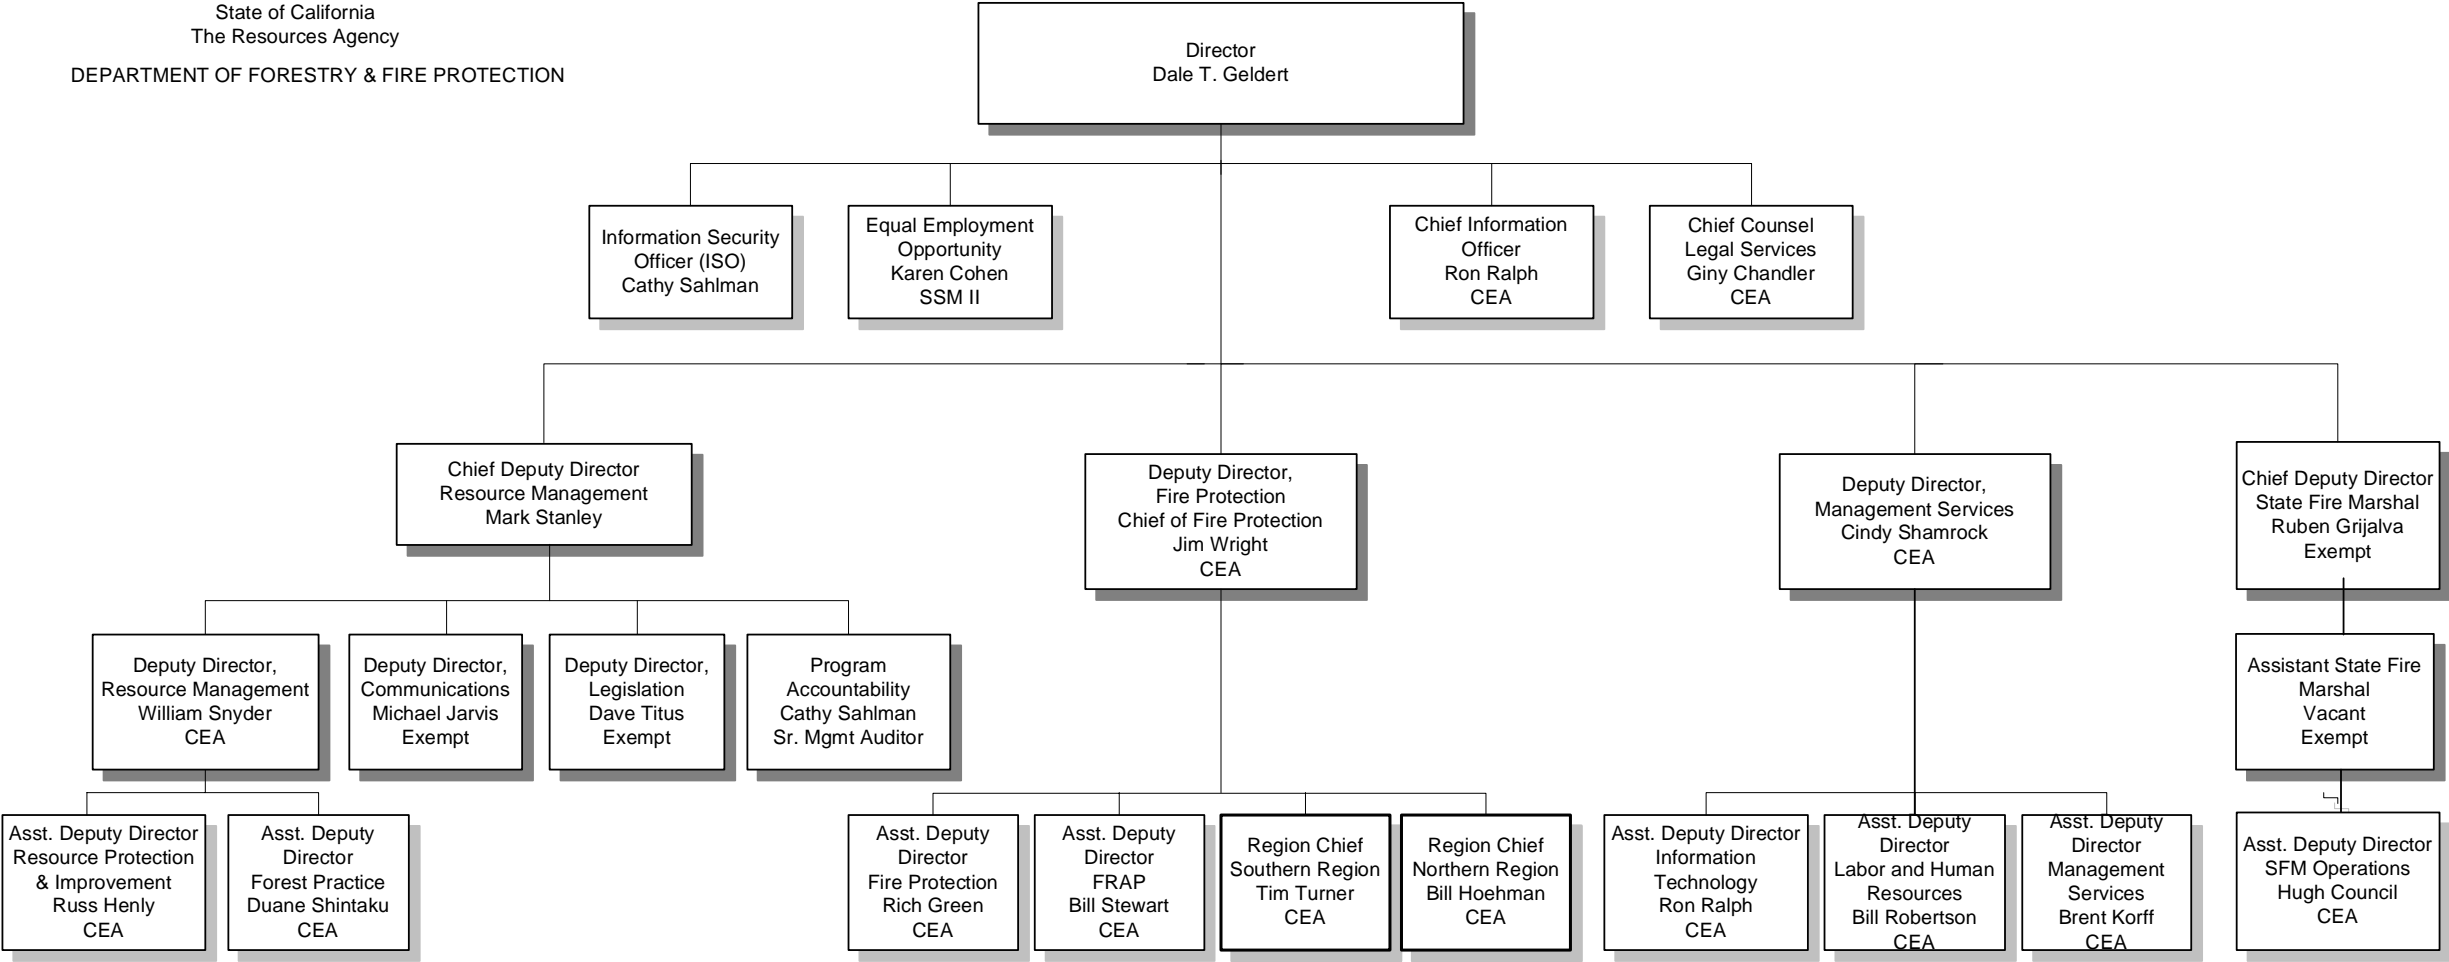 State of California
The Resources Agency
DEPARTMENT OF FORESTRY & FIRE PROTECTION
Director
Dale T. Geldert
Information Security
Officer (ISO)
Cathy Sahlman
Equal Employment
Opportunity
Karen Cohen
SSM II
Chief Information
Officer
Ron Ralph
CEA
Chief Counsel
Legal Services
Giny Chandler
CEA
Chief Deputy Director
Resource Management
Mark Stanley
Deputy Director,
Fire Protection
Chief of Fire Protection
Jim Wright
CEA
Deputy Director,
Management Services
Cindy Shamrock
CEA
Chief Deputy Director
State Fire Marshal
Ruben Grijalva
Exempt
Deputy Director,
Resource Management
William Snyder
CEA
Deputy Director,
Communications
Michael Jarvis
Exempt
Deputy Director,
Legislation
Dave Titus
Exempt
Program
Accountability
Cathy Sahlman
Sr. Mgmt Auditor
Assistant State Fire
Marshal
Vacant
Exempt
Asst. Deputy Director
Resource Protection
& Improvement
Russ Henly
CEA
Asst. Deputy
Director
Forest Practice
Duane Shintaku
CEA
Asst. Deputy
Director
Fire Protection
Rich Green
CEA
Asst. Deputy
Director
FRAP
Bill Stewart
CEA
Region Chief
Southern Region
Tim Turner
CEA
Region Chief
Northern Region
Bill Hoehman
CEA
Asst. Deputy Director
Information
Technology
Ron Ralph
CEA
Asst. Deputy
Director
Labor and Human
Resources
Bill Robertson
CEA
Asst. Deputy
Director
Management
Services
Brent Korff
CEA
Asst. Deputy Director
SFM Operations
Hugh Council
CEA